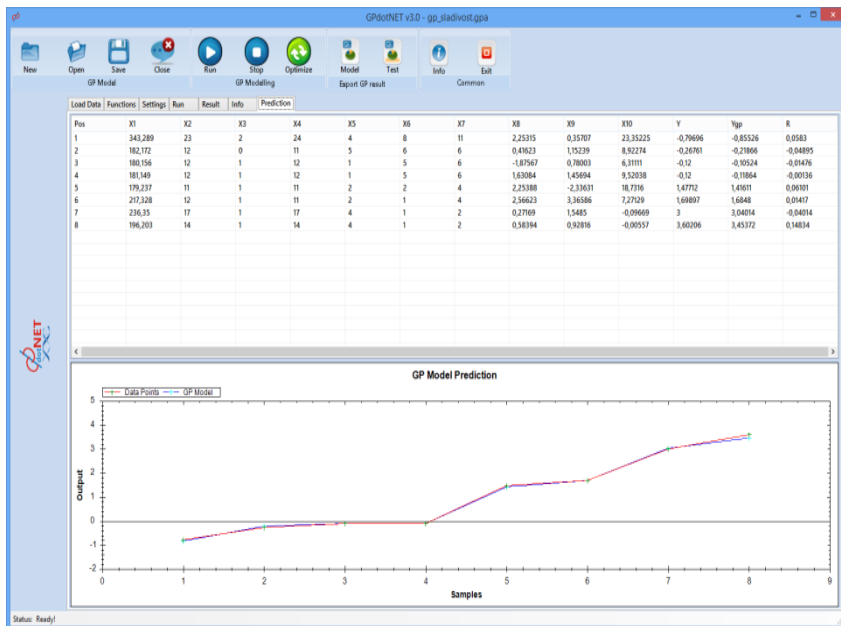 GPdotNET v3.0 - gp_sladivost.gpa
New Open Save Close Run Stop Optimize Model Test Info Exit
GP Model GP Modelling Export GP result Common
Load Data Functions Settings Run Result Info Prediction
Pos X1 X2 X3 X4 X5 X6 X7 X8 X9 X10 Y Ygp R
1 343,289 23 2 24 4 8 11 2,25315 0,35707 23,35225 -0,79696 -0,85526 0,0583
2 182,172 12 0 11 5 6 6 0,41623 1,15239 8,92274 -0,26761 -0,21866 -0,04895
3 180,156 12 1 12 1 5 6 -1,87567 0,78003 6,31111 -0,12 -0,10524 -0,01476
4 181,149 12 1 12 1 5 6 1,63084 1,45694 9,52038 -0,12 -0,11864 -0,00136
5 179,237 11 1 11 2 2 4 2,25388 -2,33631 18,7316 1,47712 1,41611 0,06101
6 217,328 12 1 11 2 1 4 2,56623 3,36586 7,27129 1,69897 1,6848 0,01417
7 236,35 17 1 17 4 1 2 0,27169 1,5485 -0,09669 3 3,04014 -0,04014
8 196,203 14 1 14 4 1 2 0,58394 0,92816 -0,00557 3,60206 3,45372 0,14834
GPdotNET
GP Model Prediction
Data Points GP Model
5
4
3
2
1
0
-1
-2
Output
0 1 2 3 4 5 6 7 8 9
Samples
Status: Ready!